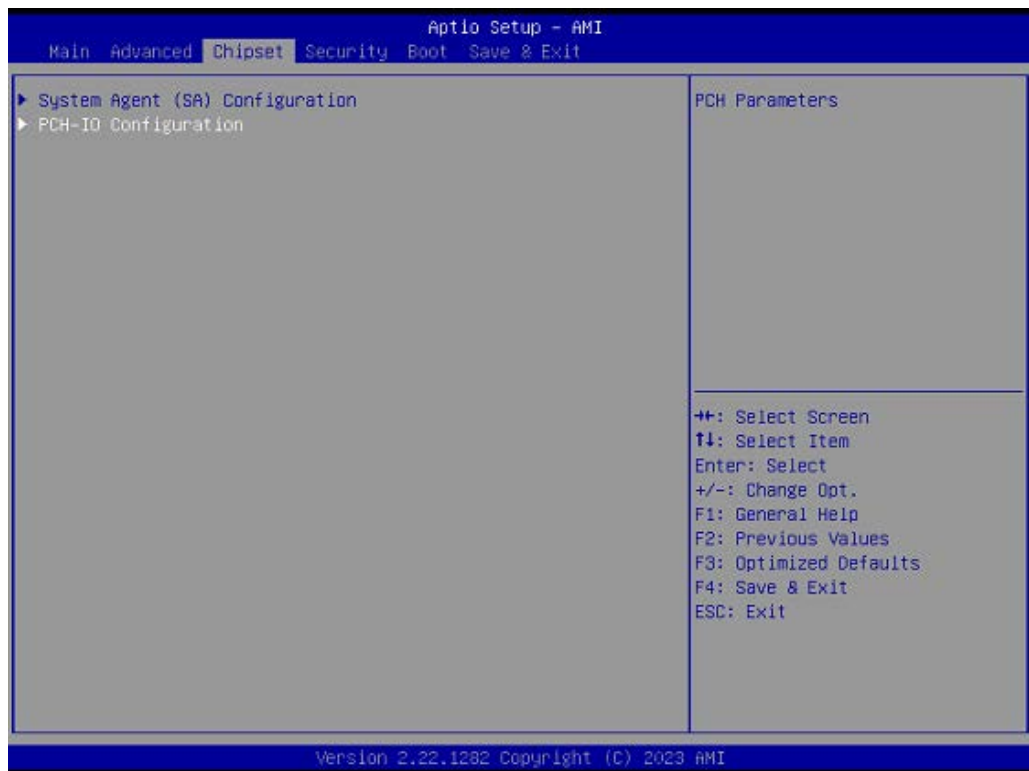 Aptio Setup - AMI
Main Advanced Chipset Security Boot Save & Exit
▶ System Agent (SA) Configuration
▶ PCH-IO Configuration
PCH Parameters
→←: Select Screen
↑↓: Select Item
Enter: Select
+/-: Change Opt.
F1: General Help
F2: Previous Values
F3: Optimized Defaults
F4: Save & Exit
ESC: Exit
Version 2.22.1282 Copyright (C) 2023 AMI